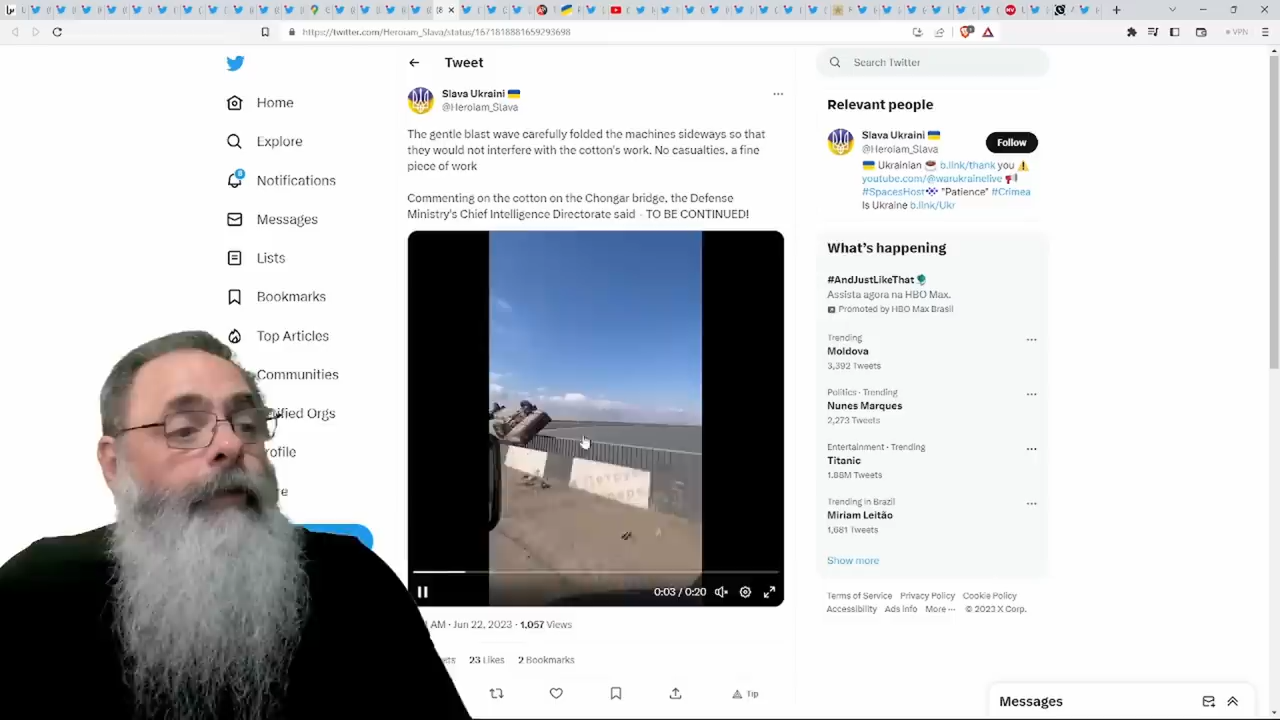 https://twitter.com/HeroIam_Slava/status/1671818881659293698
VPN
Home
Explore
8
Notifications
Messages
Lists
Bookmarks
Top Articles
Communities
Orgs
Tweet
Slava Ukraini
@HeroIam_Slava
The gentle blast wave carefully folded the machines sideways so that
they would not interfere with the cotton's work. No casualties, a fine
piece of work
Commenting on the cotton on the Chongar bridge, the Defense
Ministry's Chief Intelligence Directorate said - TO BE CONTINUED!
0:03 / 0:20
AM · Jun 22, 2023 · 1,057 Views
23 Likes 2 Bookmarks
Tip
Search Twitter
Relevant people
Slava Ukraini
@HeroIam_Slava
Follow
Ukrainian b.link/thank you
youtube.com/@warukrainelive
#SpacesHost "Patience" #Crimea
Is Ukraine b.link/Ukr
What's happening
#AndJustLikeThat
Assista agora na HBO Max.
Promoted by HBO Max Brasil
Trending
Moldova
3,392 Tweets
Politics · Trending
Nunes Marques
2,273 Tweets
Entertainment · Trending
Titanic
1.88M Tweets
Trending in Brazil
Miriam Leitão
1,681 Tweets
Show more
Terms of Service Privacy Policy Cookie Policy
Accessibility Ads info More ··· © 2023 X Corp.
Messages